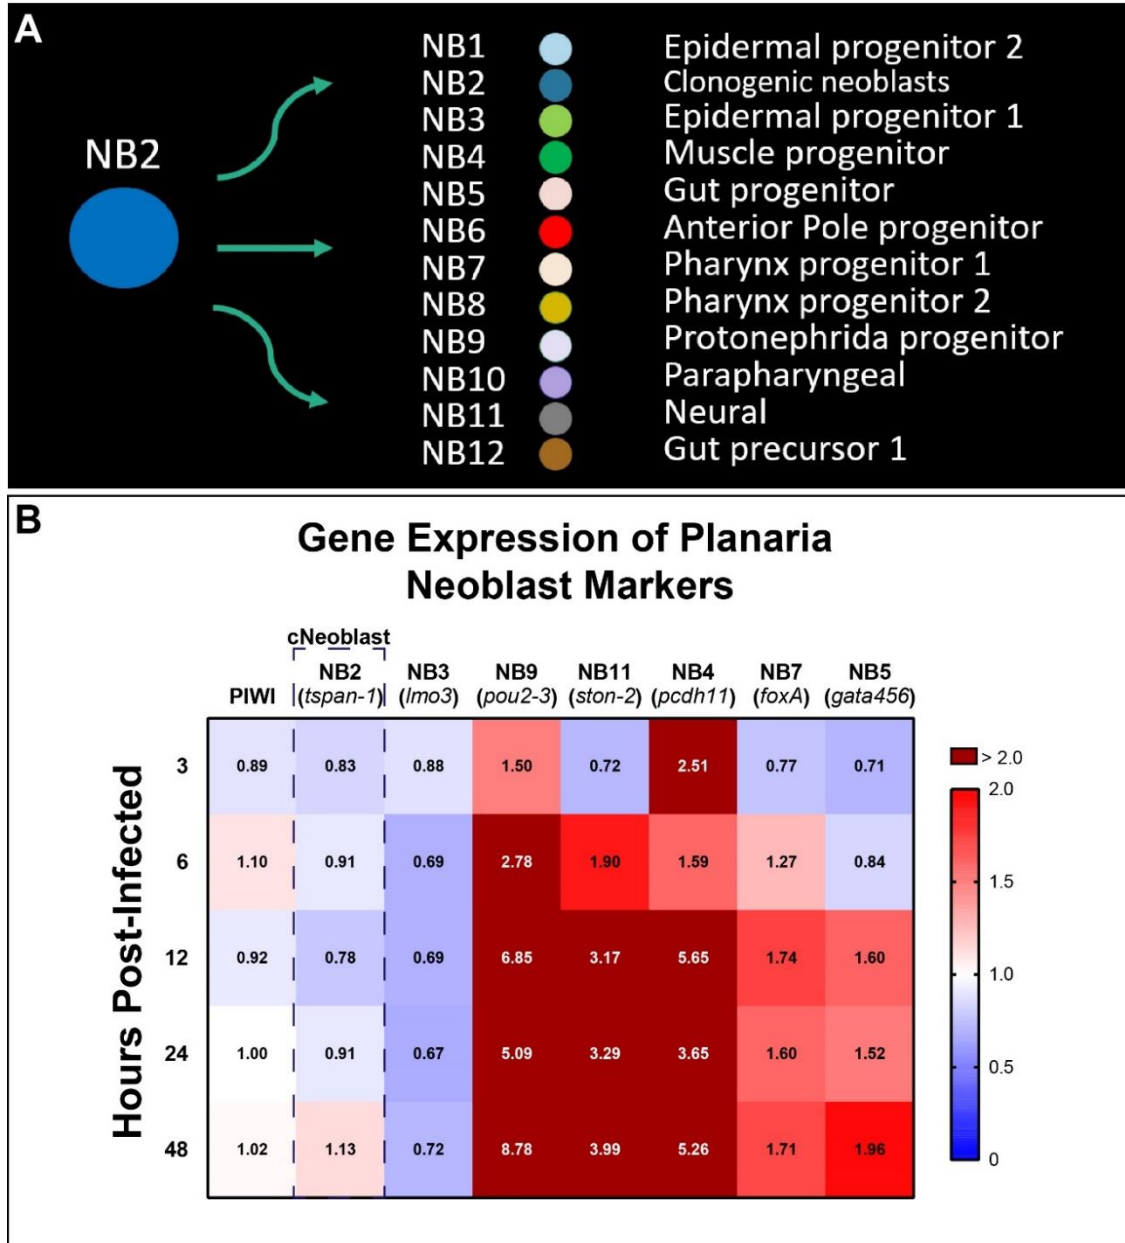 A
NB2
NB1 Epidermal progenitor 2
NB2 Clonogenic neoblasts
NB3 Epidermal progenitor 1
NB4 Muscle progenitor
NB5 Gut progenitor
NB6 Anterior Pole progenitor
NB7 Pharynx progenitor 1
NB8 Pharynx progenitor 2
NB9 Protonephrida progenitor
NB10 Parapharyngeal
NB11 Neural
NB12 Gut precursor 1
B
Gene Expression of Planaria
Neoblast Markers
cNeoblast
NB2 NB3 NB9 NB11 NB4 NB7 NB5
PIWI (tspan-1) (lmo3) (pou2-3) (ston-2) (pcdh11) (foxA) (gata456)
Hours Post-Infected
3 0.89 0.83 0.88 1.50 0.72 2.51 0.77 0.71
6 1.10 0.91 0.69 2.78 1.90 1.59 1.27 0.84
12 0.92 0.78 0.69 6.85 3.17 5.65 1.74 1.60
24 1.00 0.91 0.67 5.09 3.29 3.65 1.60 1.52
48 1.02 1.13 0.72 8.78 3.99 5.26 1.71 1.96
> 2.0
2.0
1.5
1.0
0.5
0